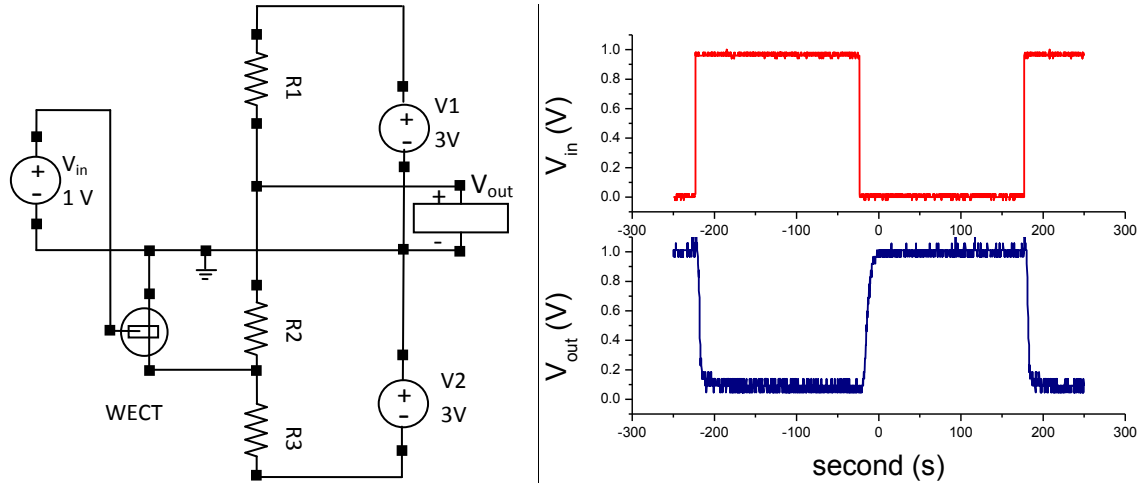 R1
V1
3V
+
-
V_in
1 V
+
-
V_out
+
-
R2
WECT
V2
3V
+
-
R3
V_in (V)
1.0
0.8
0.6
0.4
0.2
0.0
-300 -200 -100 0 100 200 300
V_out (V)
1.0
0.8
0.6
0.4
0.2
0.0
-300 -200 -100 0 100 200 300
second (s)